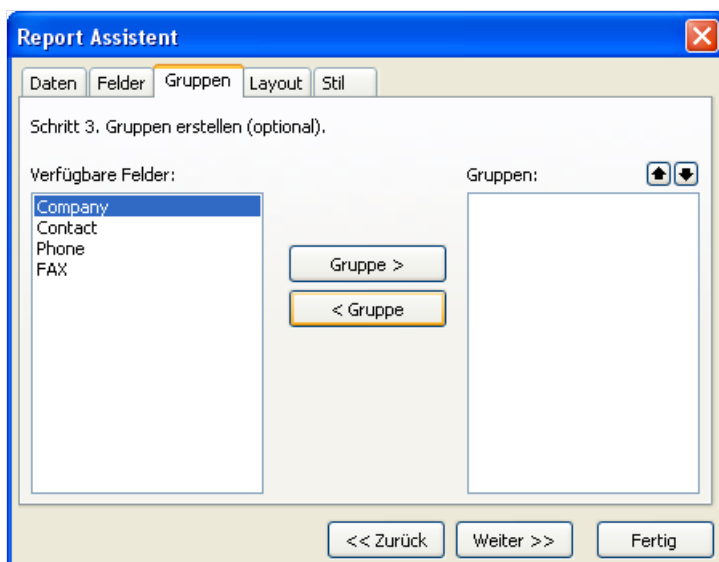 Report Assistent
Daten Felder Gruppen Layout Stil
Schritt 3. Gruppen erstellen (optional).
Verfügbare Felder:
Gruppen:
Company
Contact
Phone
FAX
Gruppe >
< Gruppe
<< Zurück Weiter >> Fertig